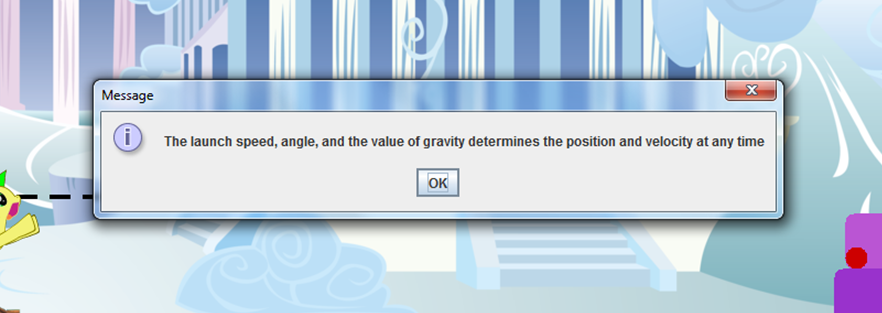 Message
The launch speed, angle, and the value of gravity determines the position and velocity at any time
OK